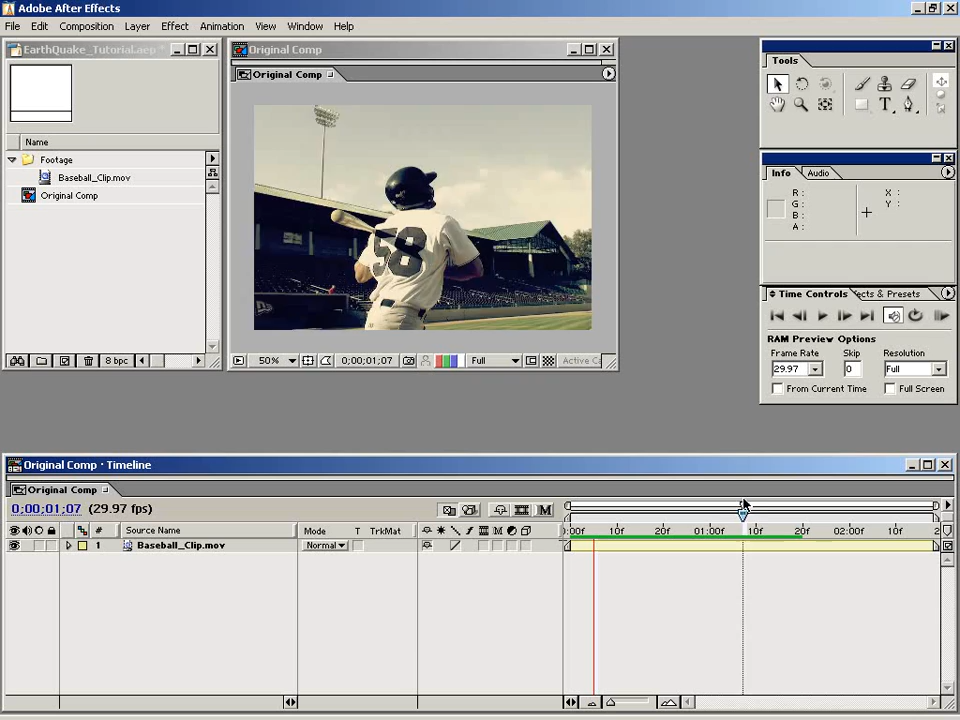 Adobe After Effects
File Edit Composition Layer Effect Animation View Window Help
EarthQuake_Tutorial.aep *
Name
Footage
Baseball_Clip.mov
Original Comp
8 bpc
Original Comp
Original Comp
58
50% 0;00;01;07 Full Active Ca
Tools
T
Info Audio
R :
G :
B :
A :
X :
Y :
Time Controls ects & Presets
RAM Preview Options
Frame Rate Skip Resolution
29.97 0 Full
From Current Time Full Screen
Original Comp • Timeline
Original Comp
0;00;01;07 (29.97 fps)
M
# Source Name Mode T TrkMat
:00f 10f 20f 01:00f 10f 20f 02:00f 10f 2
1 Baseball_Clip.mov Normal